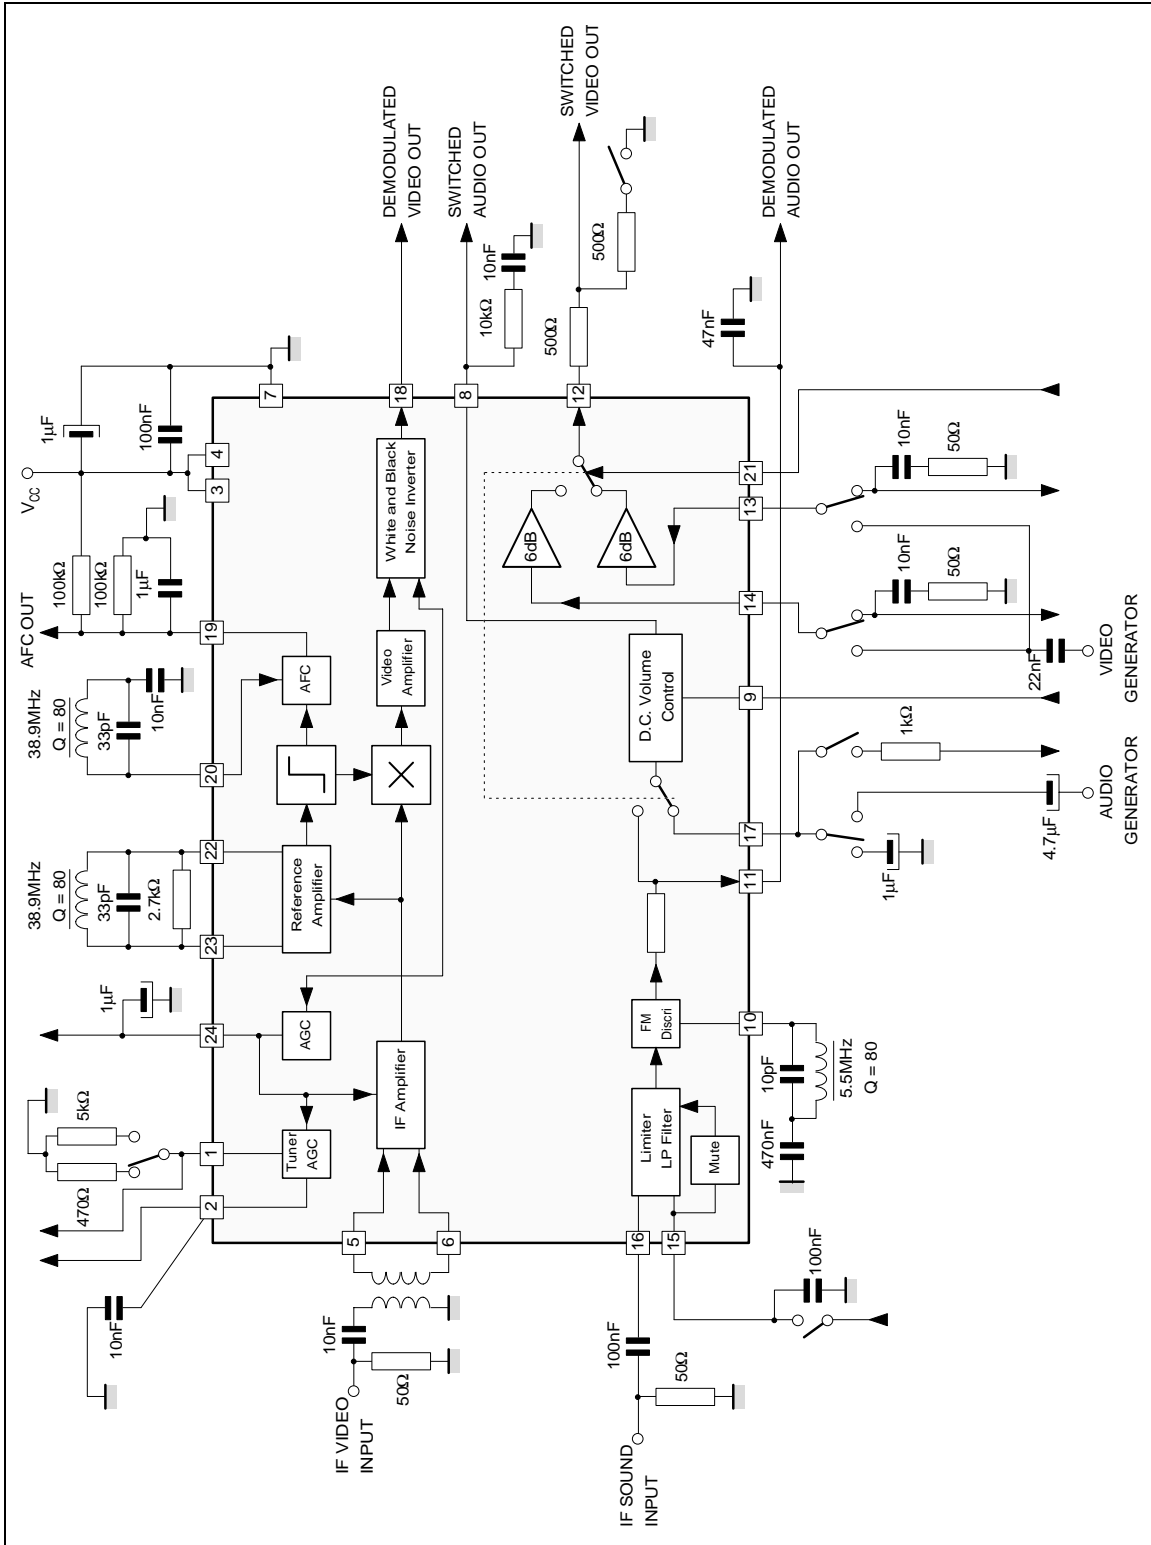 5kΩ
470Ω
10nF
1µF
38.9MHz
Q = 80
33pF
2.7kΩ
38.9MHz
Q = 80
33pF
10nF
AFC OUT
100kΩ
100kΩ
1µF
VCC
1µF
100nF
2
1
24
23
22
20
19
3
4
7
Tuner
AGC
AGC
Reference
Amplifier
AFC
IF VIDEO
INPUT
10nF
50Ω
5
6
IF Amplifier
Video
Amplifier
White and Black
Noise Inverter
18
DEMODULATED
VIDEO OUT
8
SWITCHED
AUDIO OUT
10kΩ
10nF
6dB
6dB
12
500Ω
500Ω
SWITCHED
VIDEO OUT
IF SOUND
INPUT
100nF
50Ω
16
15
Limiter
LP Filter
Mute
FM
Discri
D.C. Volume
Control
10
11
17
9
14
13
21
47nF
DEMODULATED
AUDIO OUT
100nF
470nF
10pF
5.5MHz
Q = 80
1µF
4.7µF
AUDIO
GENERATOR
1kΩ
22nF
VIDEO
GENERATOR
10nF
50Ω
10nF
50Ω